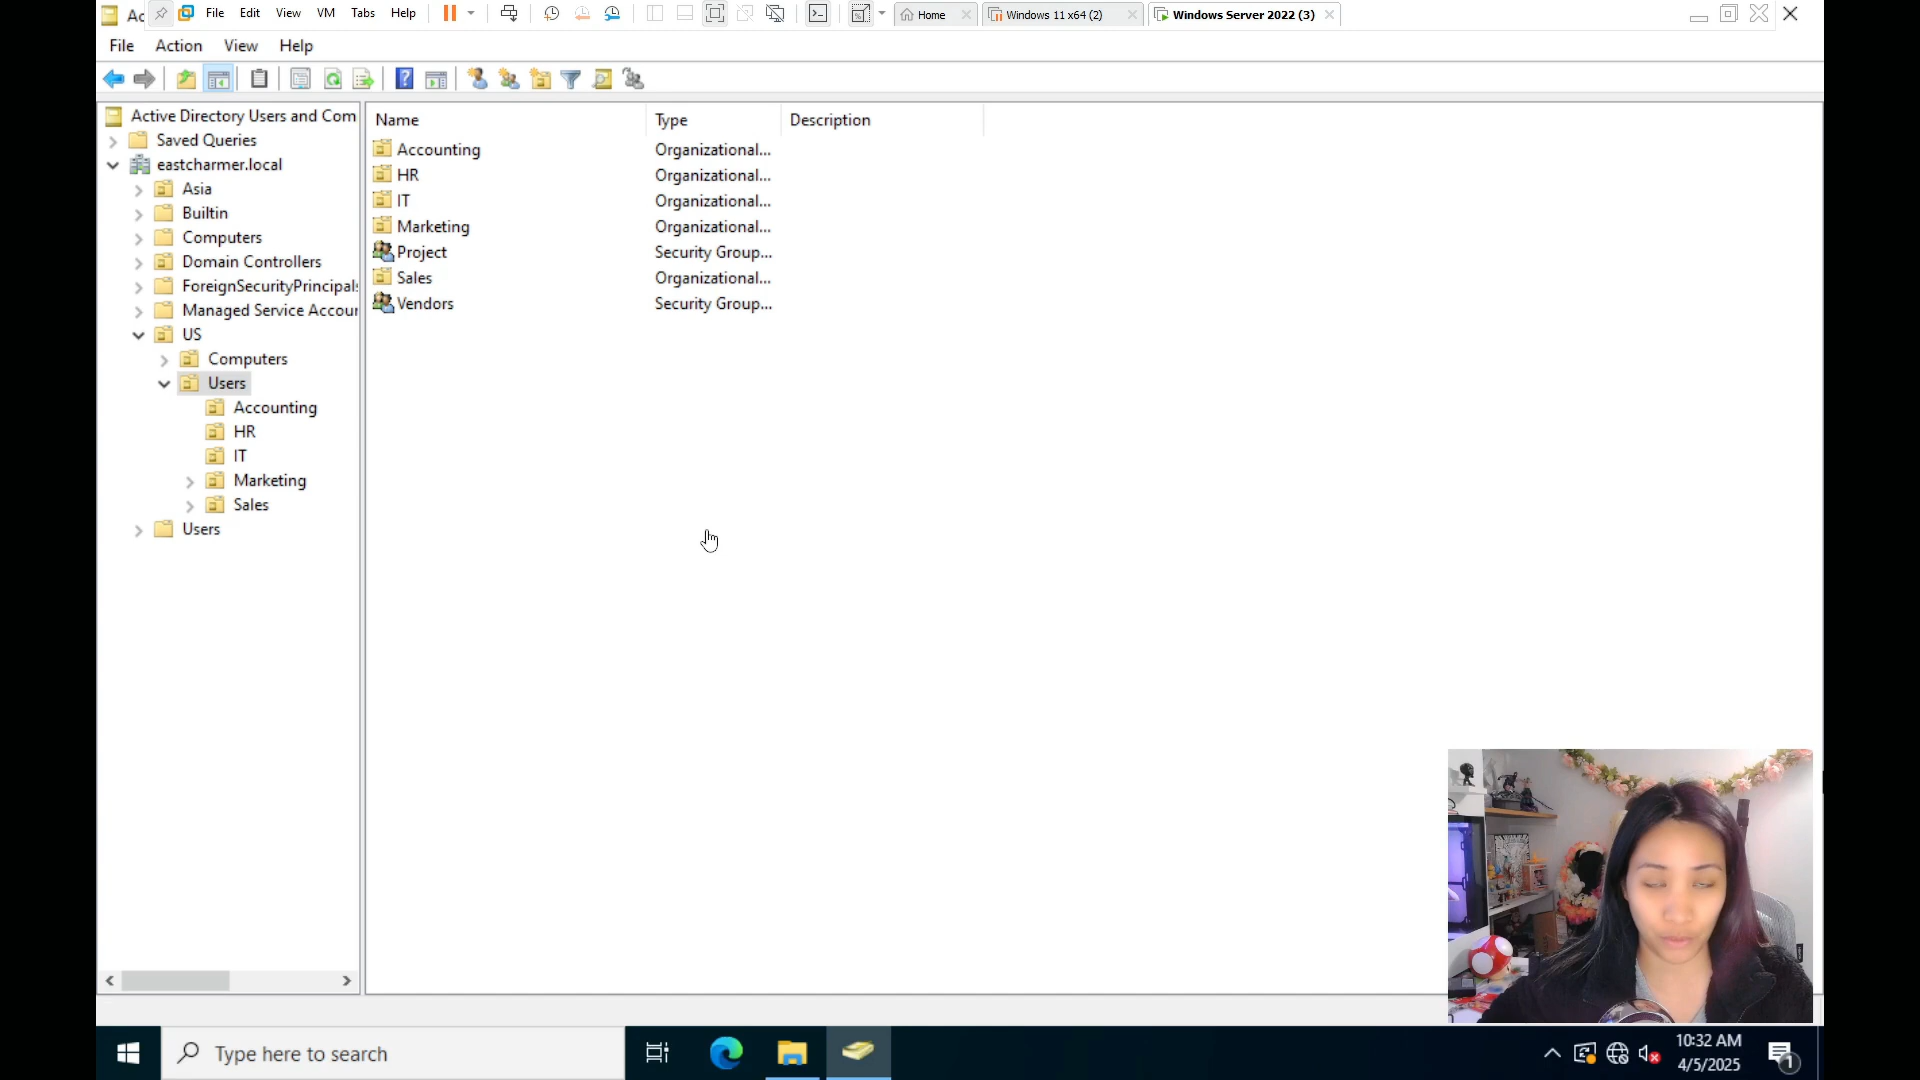 Ac
File Edit View VM Tabs Help
Home
Windows 11 x64 (2)
Windows Server 2022 (3)
File Action View Help
Active Directory Users and Com
Saved Queries
eastcharmer.local
Asia
Builtin
Computers
Domain Controllers
ForeignSecurityPrincipals
Managed Service Accour
US
Computers
Users
Accounting
HR
IT
Marketing
Sales
Users
Name Type Description
Accounting Organizational...
HR Organizational...
IT Organizational...
Marketing Organizational...
Project Security Group...
Sales Organizational...
Vendors Security Group...
Type here to search
10:32 AM
4/5/2025
1